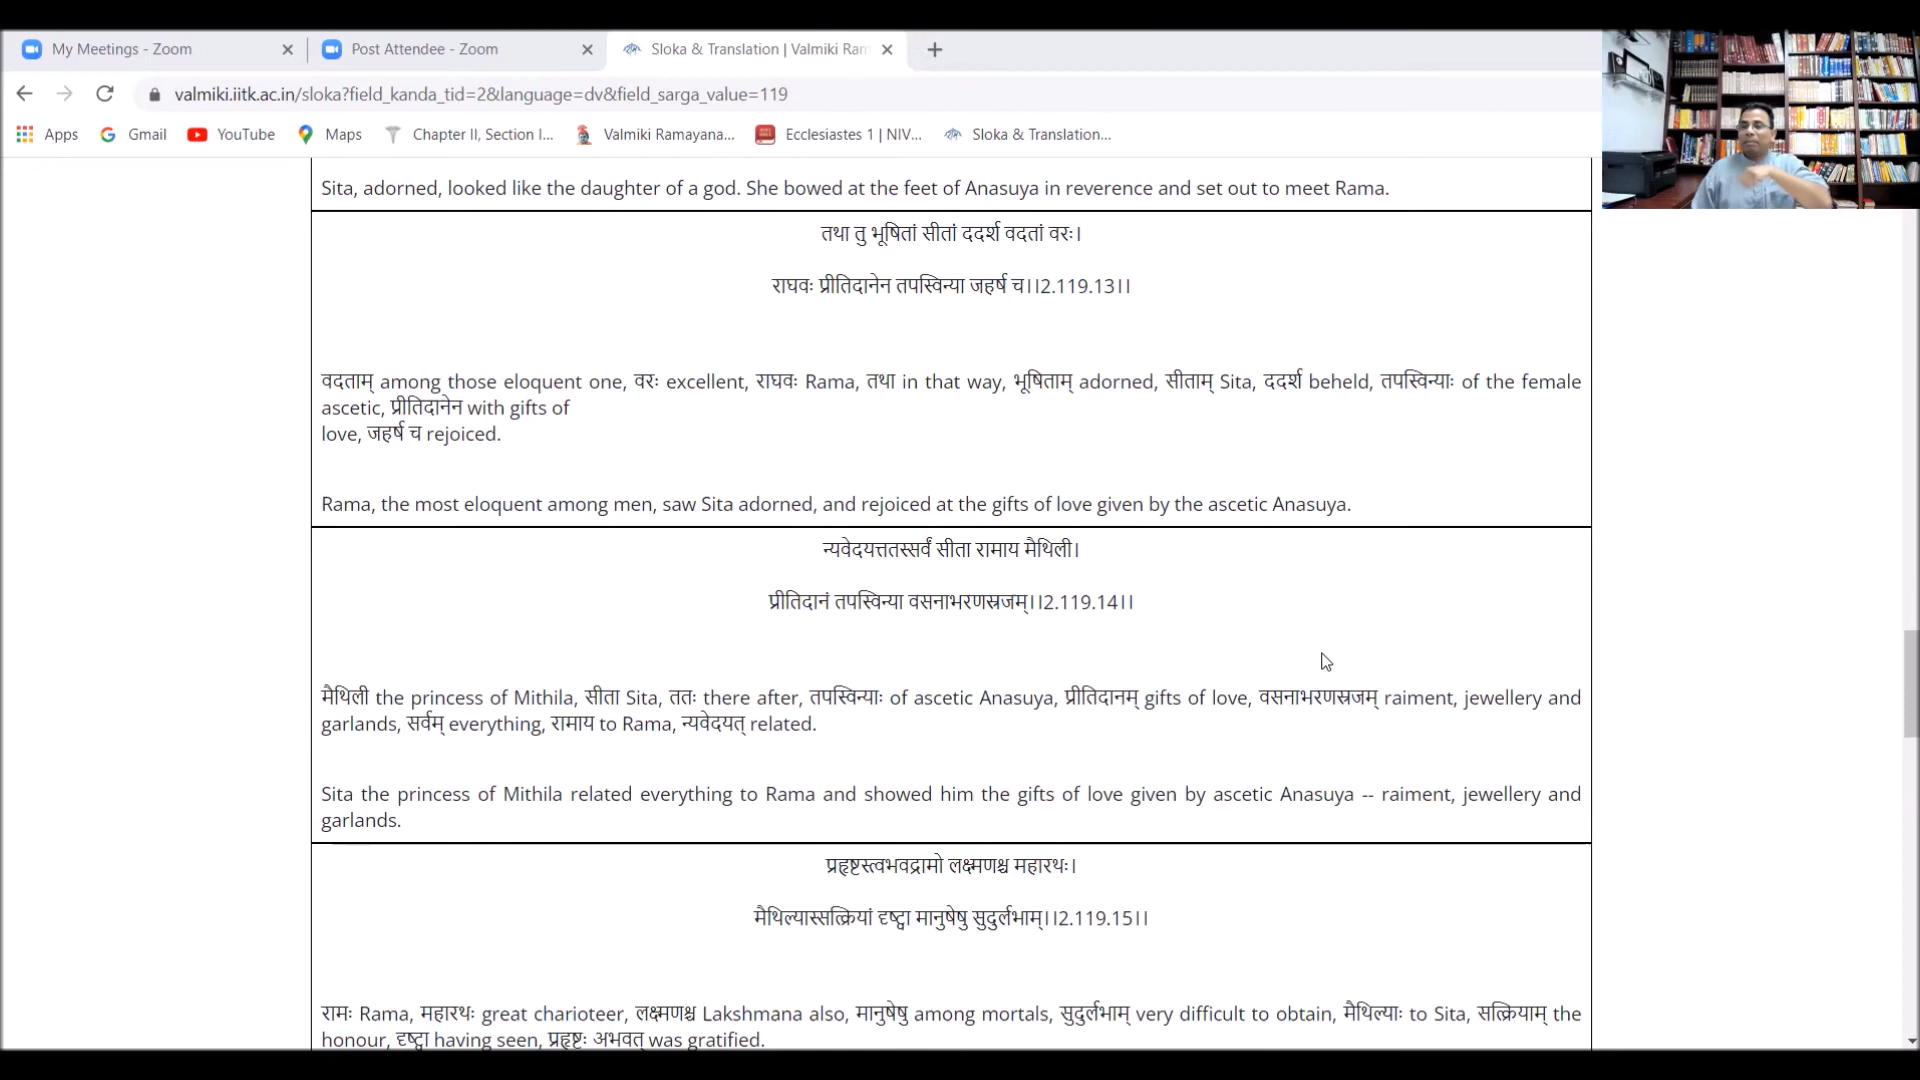 My Meetings - Zoom
Post Attendee - Zoom
Sloka & Translation | Valmiki Ram
valmiki.iitk.ac.in/sloka?field_kanda_tid=2&language=dv&field_sarga_value=119
Apps
Gmail
YouTube
Maps
Chapter II, Section I...
Valmiki Ramayana...
Ecclesiastes 1 | NIV...
Sloka & Translation...
Sita, adorned, looked like the daughter of a god. She bowed at the feet of Anasuya in reverence and set out to meet Rama.
तथा तु भूषितां सीतां ददर्श वदतां वरः।
राघवः प्रीतिदानेन तपस्विन्या जहर्ष च।।2.119.13।।
वदताम् among those eloquent one, वरः excellent, राघवः Rama, तथा in that way, भूषिताम् adorned, सीताम् Sita, ददर्श beheld, तपस्विन्याः of the female
ascetic, प्रीतिदानेन with gifts of
love, जहर्ष च rejoiced.
Rama, the most eloquent among men, saw Sita adorned, and rejoiced at the gifts of love given by the ascetic Anasuya.
न्यवेदयत्ततस्सर्वं सीता रामाय मैथिली।
प्रीतिदानं तपस्विन्या वसनाभरणस्रजम्।।2.119.14।।
मैथिली the princess of Mithila, सीता Sita, ततः there after, तपस्विन्याः of ascetic Anasuya, प्रीतिदानम् gifts of love, वसनाभरणस्रजम् raiment, jewellery and
garlands, सर्वम् everything, रामाय to Rama, न्यवेदयत् related.
Sita the princess of Mithila related everything to Rama and showed him the gifts of love given by ascetic Anasuya -- raiment, jewellery and
garlands.
प्रहृष्टस्त्वभवद्रामो लक्ष्मणश्च महारथः।
मैथिल्यास्सत्क्रियां दृष्ट्वा मानुषेषु सुदुर्लभाम्।।2.119.15।।
रामः Rama, महारथः great charioteer, लक्ष्मणश्च Lakshmana also, मानुषेषु among mortals, सुदुर्लभाम् very difficult to obtain, मैथिल्याः to Sita, सत्क्रियाम् the
honour, दृष्ट्वा having seen, प्रहृष्टः अभवत् was gratified.